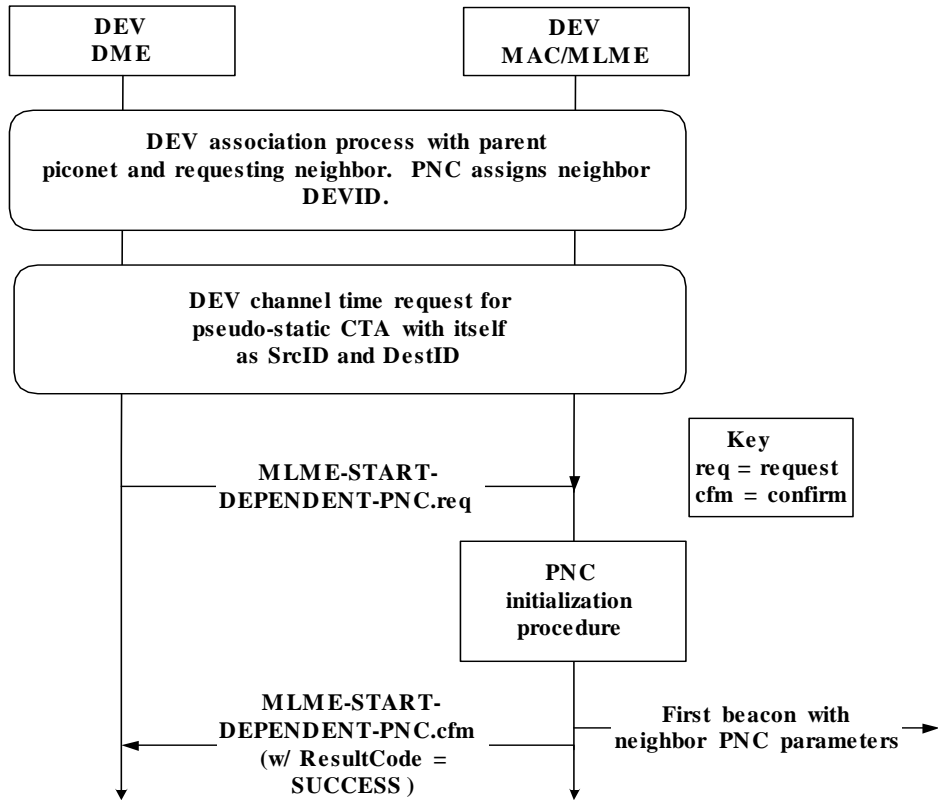 DEV
DME
DEV
MAC/MLME
DEV association process with parent
piconet and requesting neighbor. PNC assigns neighbor
DEVID.
DEV channel time request for
pseudo-static CTA with itself
as SrcID and DestID
Key
req = request
cfm = confirm
MLME-START-
DEPENDENT-PNC.req
PNC
initialization
procedure
MLME-START-
DEPENDENT-PNC.cfm
(w/ ResultCode =
SUCCESS)
First beacon with
neighbor PNC parameters